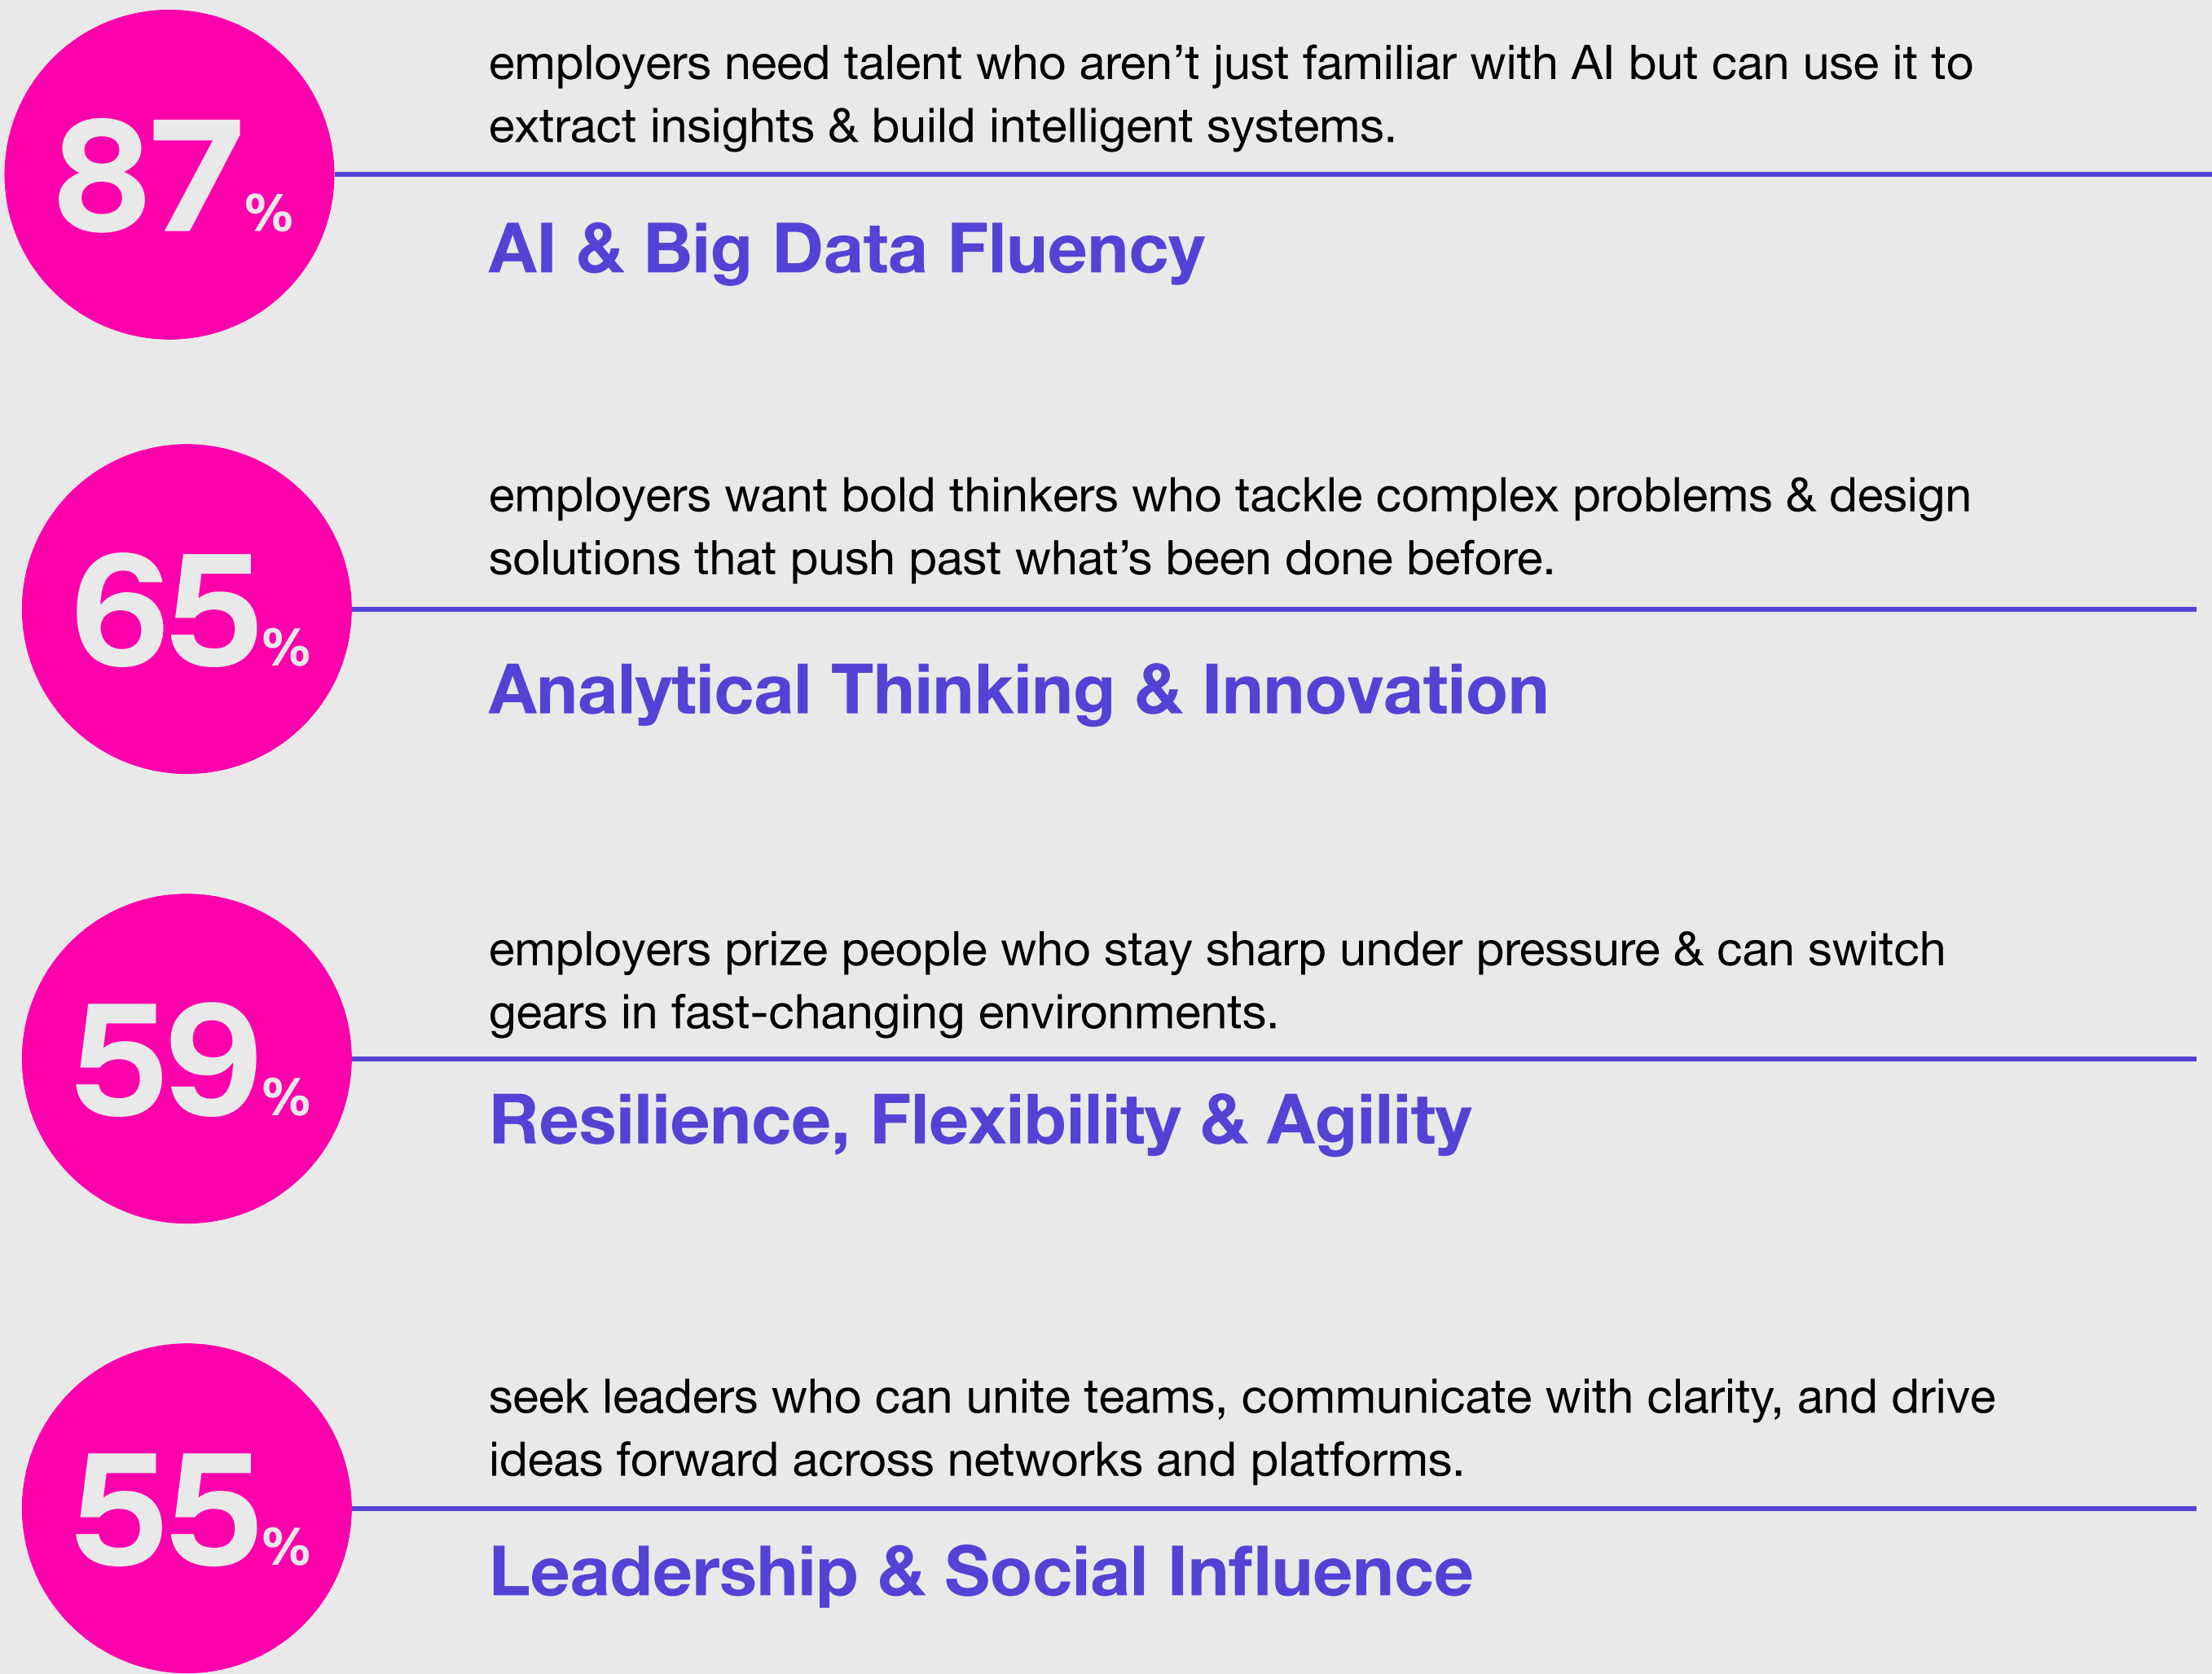 87%
employers need talent who aren’t just familiar with AI but can use it to
extract insights & build intelligent systems.
AI & Big Data Fluency
65%
employers want bold thinkers who tackle complex problems & design
solutions that push past what’s been done before.
Analytical Thinking & Innovation
59%
employers prize people who stay sharp under pressure & can switch
gears in fast-changing environments.
Resilience, Flexibility & Agility
55%
seek leaders who can unite teams, communicate with clarity, and drive
ideas forward across networks and platforms.
Leadership & Social Influence